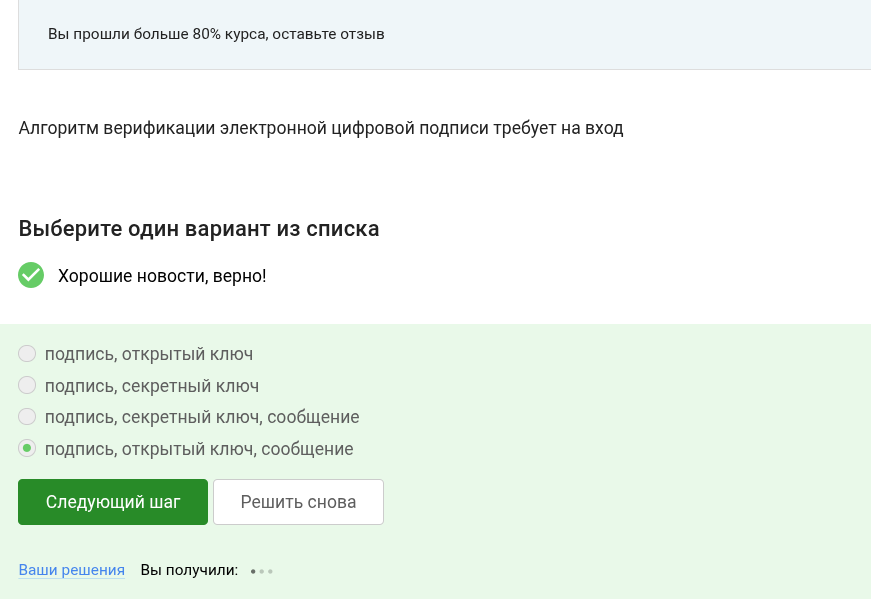 Вы прошли больше 80% курса, оставьте отзыв
Алгоритм верификации электронной цифровой подписи требует на вход
Выберите один вариант из списка
Хорошие новости, верно!
подпись, открытый ключ
подпись, секретный ключ
подпись, секретный ключ, сообщение
подпись, открытый ключ, сообщение
Следующий шаг Решить снова
Ваши решения Вы получили: